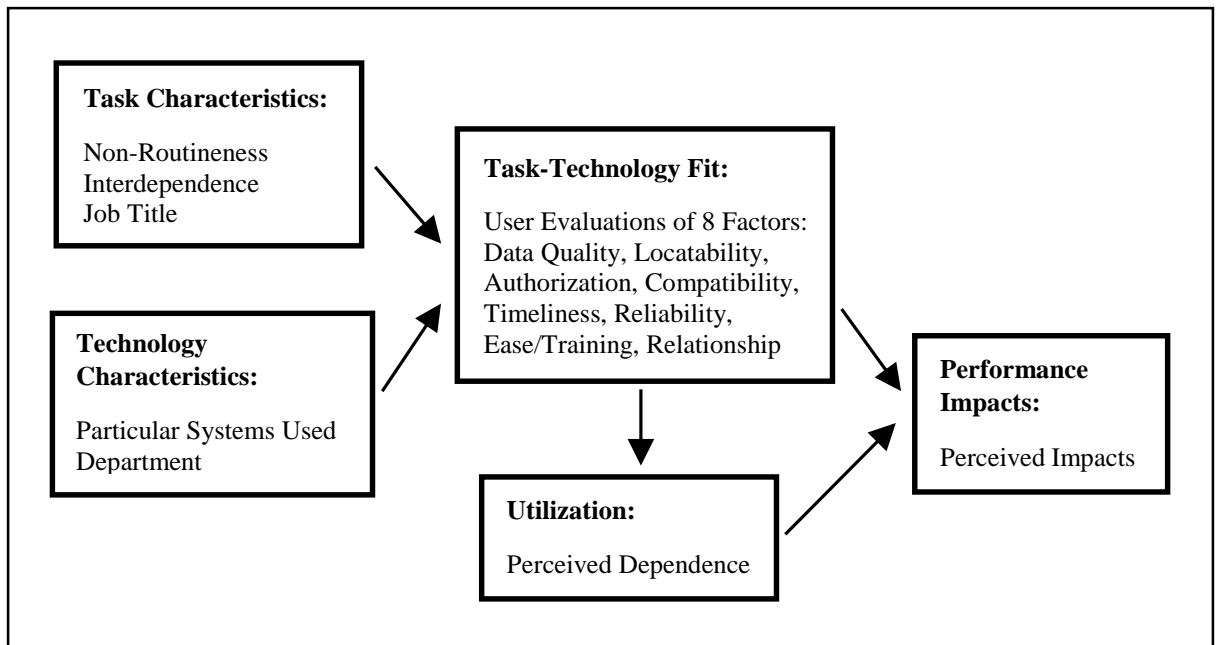 Task Characteristics:
Non-Routineness
Interdependence
Job Title
Technology
Characteristics:
Particular Systems Used
Department
Task-Technology Fit:
User Evaluations of 8 Factors:
Data Quality, Locatability,
Authorization, Compatibility,
Timeliness, Reliability,
Ease/Training, Relationship
Utilization:
Perceived Dependence
Performance
Impacts:
Perceived Impacts